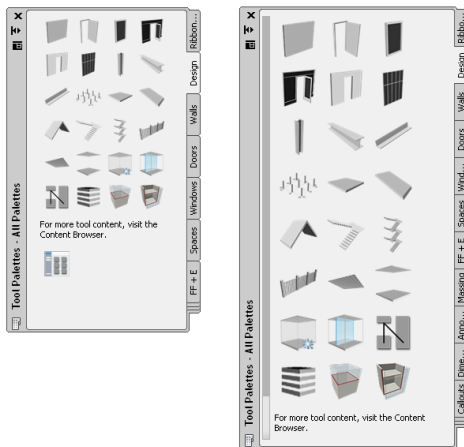 Tool Palettes - All Palettes
Ribbon...
Design
Walls
Doors
Windows
Spaces
FF + E
For more tool content, visit the
Content Browser.
Tool Palettes - All Palettes
Ribbo...
Design
Walls
Doors
Wind...
Spaces
FF + E
Massing
Anno...
Dime...
Callouts
For more tool content, visit the Content
Browser.